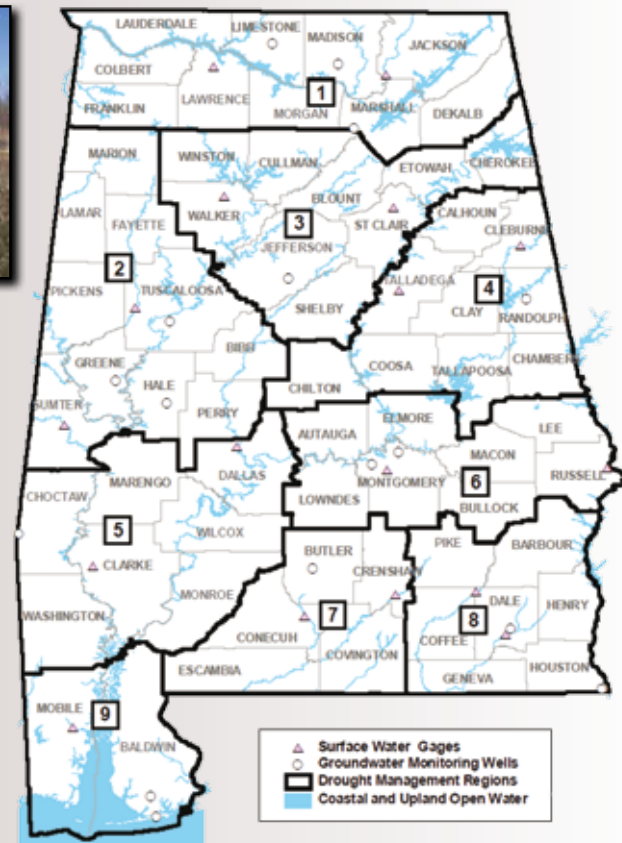 LAUDERDALE
LIMESTONE
MADISON
JACKSON
COLBERT
LAWRENCE
FRANKLIN
MORGAN
1
MARSHALL
DEKALB
MARION
WINSTON
CULLMAN
ETOWAH
CHEROKEE
LAMAR
FAYETTE
WALKER
BLOUNT
3
ST CLAIR
CALHOUN
CLEBURNE
JEFFERSON
2
PICKENS
TUSCALOOSA
TALLADEGA
4
CLAY
RANDOLPH
SHELBY
BIBB
GREENE
HALE
PERRY
CHILTON
COOSA
TALLAPOOSA
CHAMBER
SUMTER
AUTAUGA
ELMORE
LEE
MACON
DALLAS
MARENGO
CHOCTAW
LOWNDES
MONTGOMERY
6
RUSSELL
BULLOCK
5
WILCOX
CLARKE
PIKE
BARBOUR
BUTLER
CRENSHAW
MONROE
WASHINGTON
7
CONECUH
COFFEE
8
DALE
HENRY
ESCAMBIA
COVINGTON
GENEVA
HOUSTON
MOBILE
9
BALDWIN
Surface Water Gages
Groundwater Monitoring Wells
Drought Management Regions
Coastal and Upland Open Water